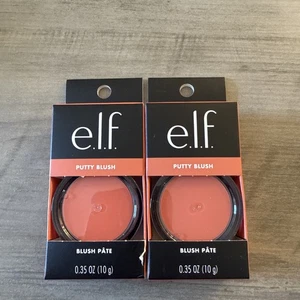 e.l.f.
PUTTY BLUSH
BLUSH PÂTE
0.35 OZ (10 g)
e.l.f.
PUTTY BLUSH
BLUSH PÂTE
0.35 OZ (10 g)